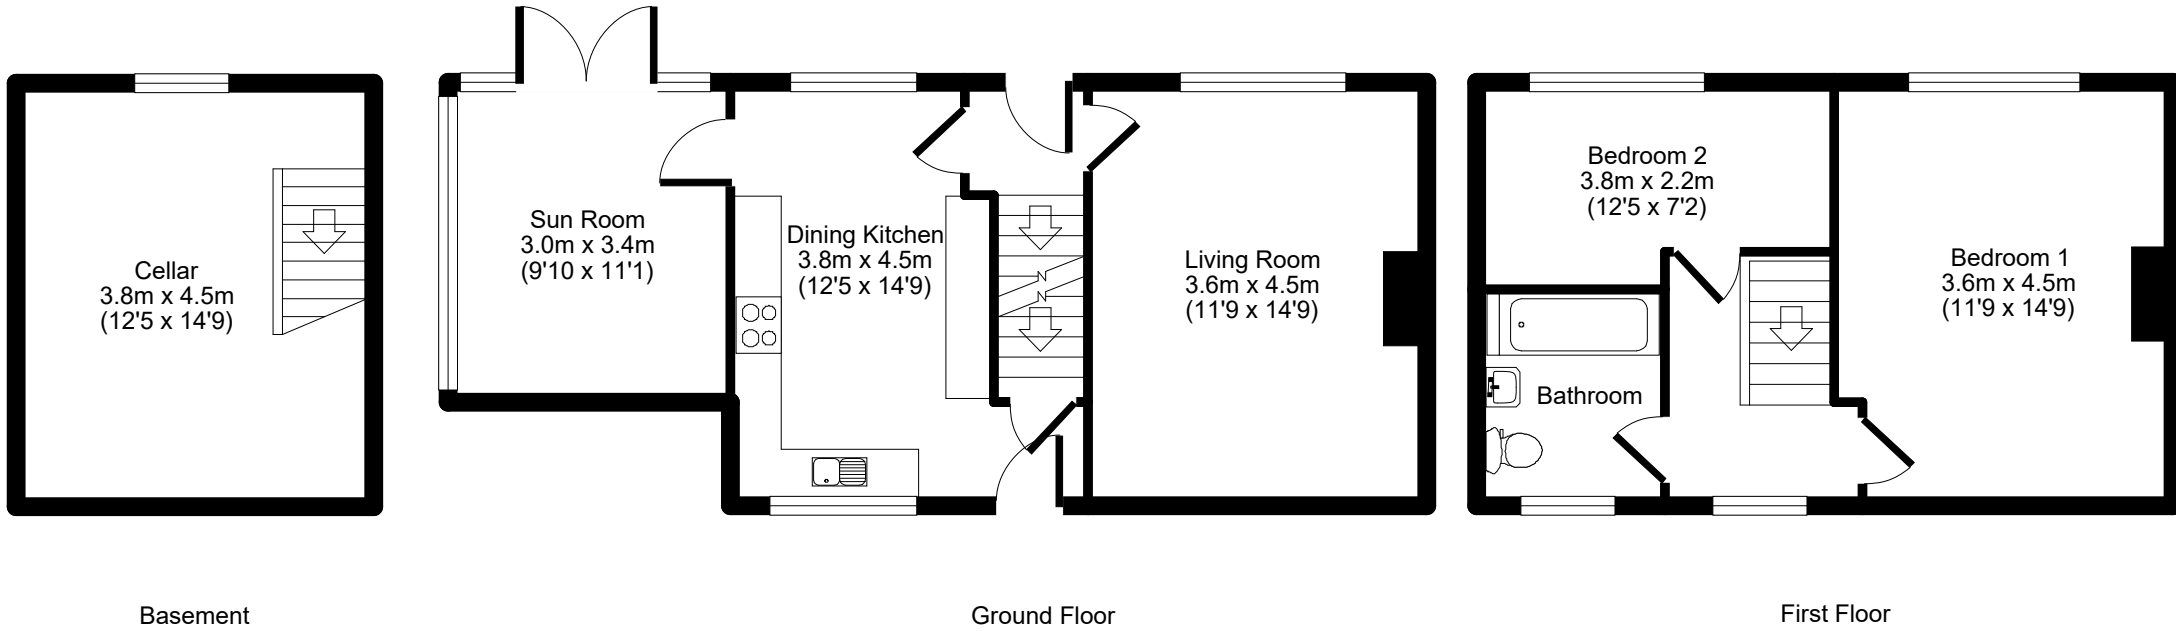 Cellar
3.8m x 4.5m
(12'5 x 14'9)
Sun Room
3.0m x 3.4m
(9'10 x 11'1)
Dining Kitchen
3.8m x 4.5m
(12'5 x 14'9)
Living Room
3.6m x 4.5m
(11'9 x 14'9)
Bedroom 2
3.8m x 2.2m
(12'5 x 7'2)
Bathroom
Bedroom 1
3.6m x 4.5m
(11'9 x 14'9)
Basement
Ground Floor
First Floor